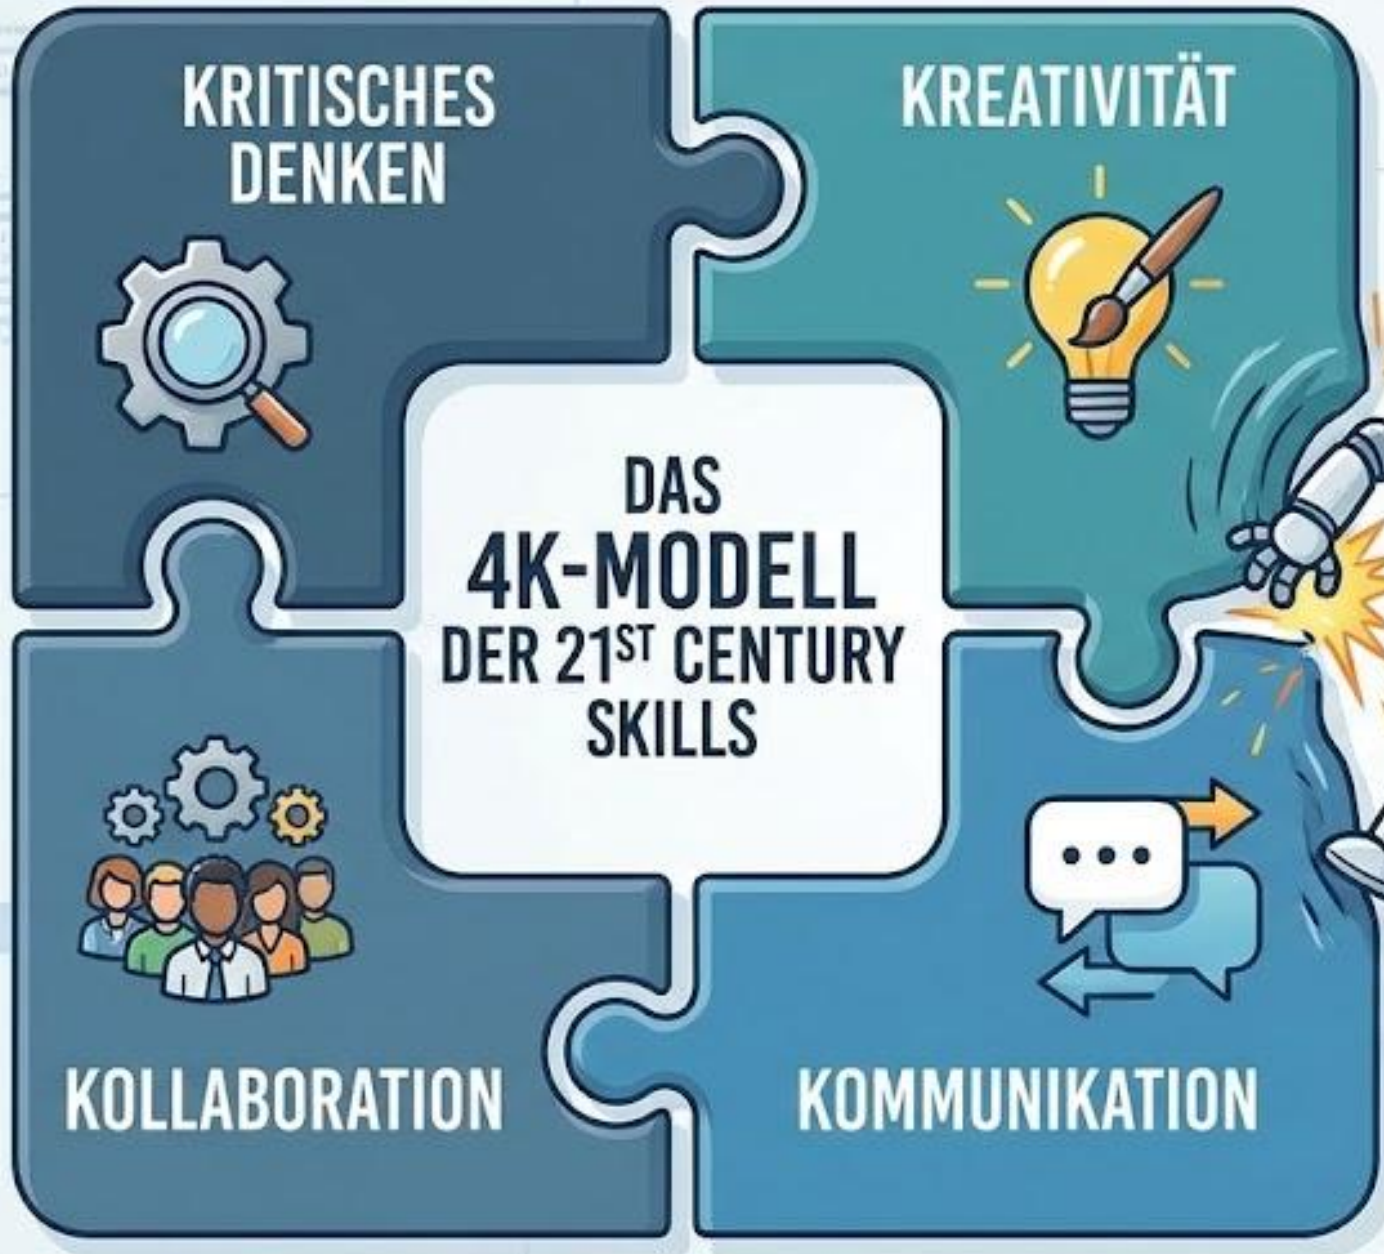 KRITISCHES
DENKEN
KREATIVITÄT
DAS
4K-MODELL
DER 21ST CENTURY
SKILLS
KOLLABORATION
KOMMUNIKATION